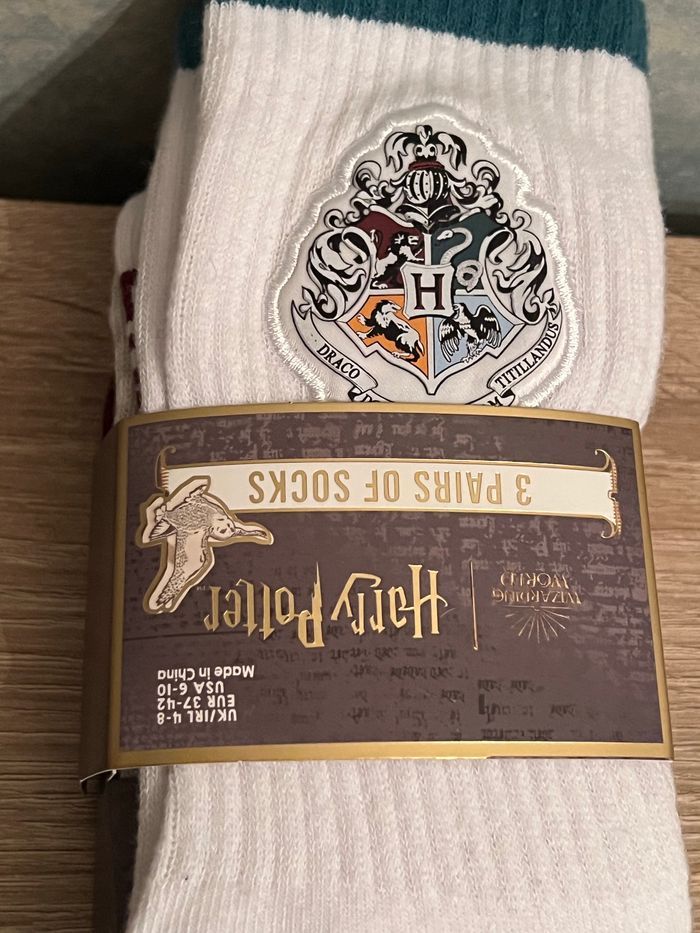 H
DRACO
TITILLANDUS
3 PAIRS OF SOCKS
Harry Potter™
WIZARDING
WORLD
UK/IRL 4-8
EUR 37-42
USA 6-10
Made in China